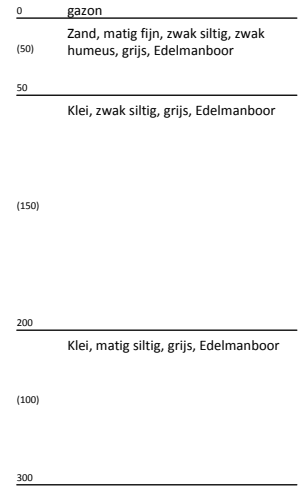 0 gazon
Zand, matig fijn, zwak siltig, zwak
(50) humeus, grijs, Edelmanboor
50
Klei, zwak siltig, grijs, Edelmanboor
(150)
200
Klei, matig siltig, grijs, Edelmanboor
(100)
300